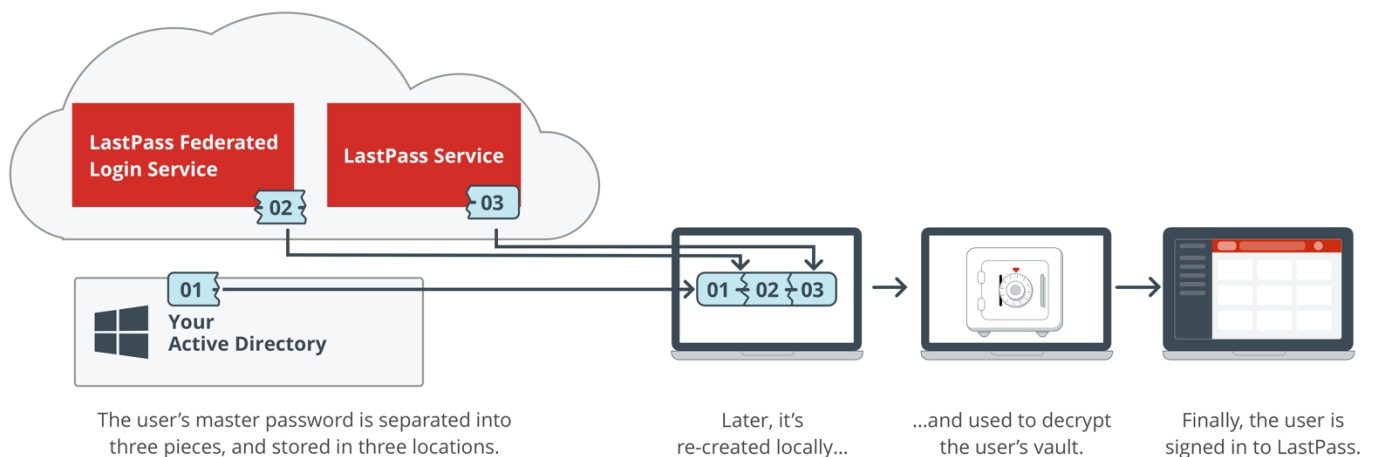 LastPass Federated
Login Service
LastPass Service
02
03
01
Your
Active Directory
01 02 03
The user’s master password is separated into
three pieces, and stored in three locations.
Later, it’s
re-created locally...
...and used to decrypt
the user’s vault.
Finally, the user is
signed in to LastPass.